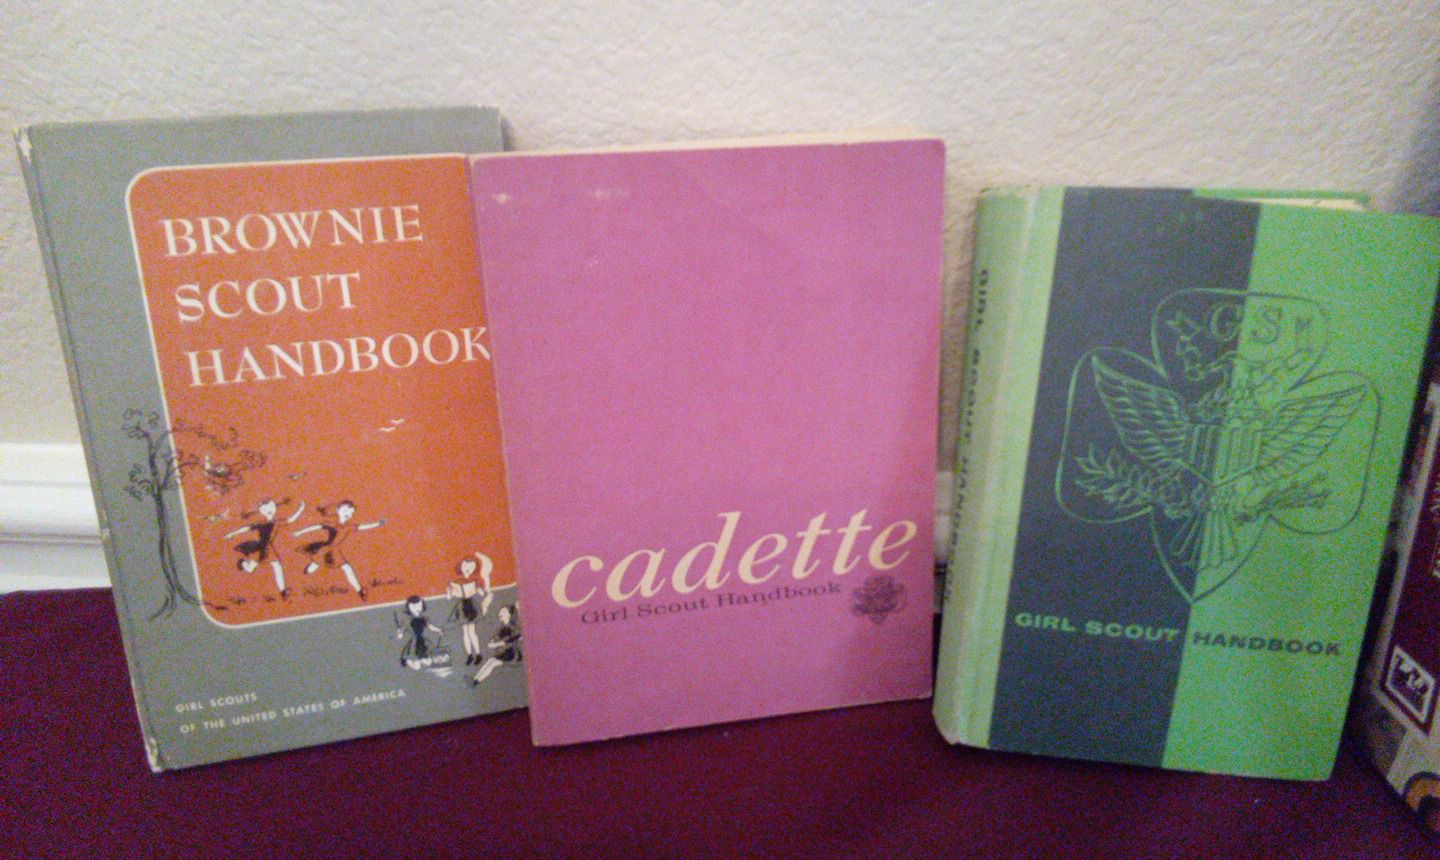 BROWNIE
SCOUT
HANDBOOK
GIRL SCOUTS
OF THE UNITED STATES OF AMERICA
cadette
Girl Scout Handbook
GIRL SCOUT HANDBOOK
GS
GIRL SCOUT HANDBOOK